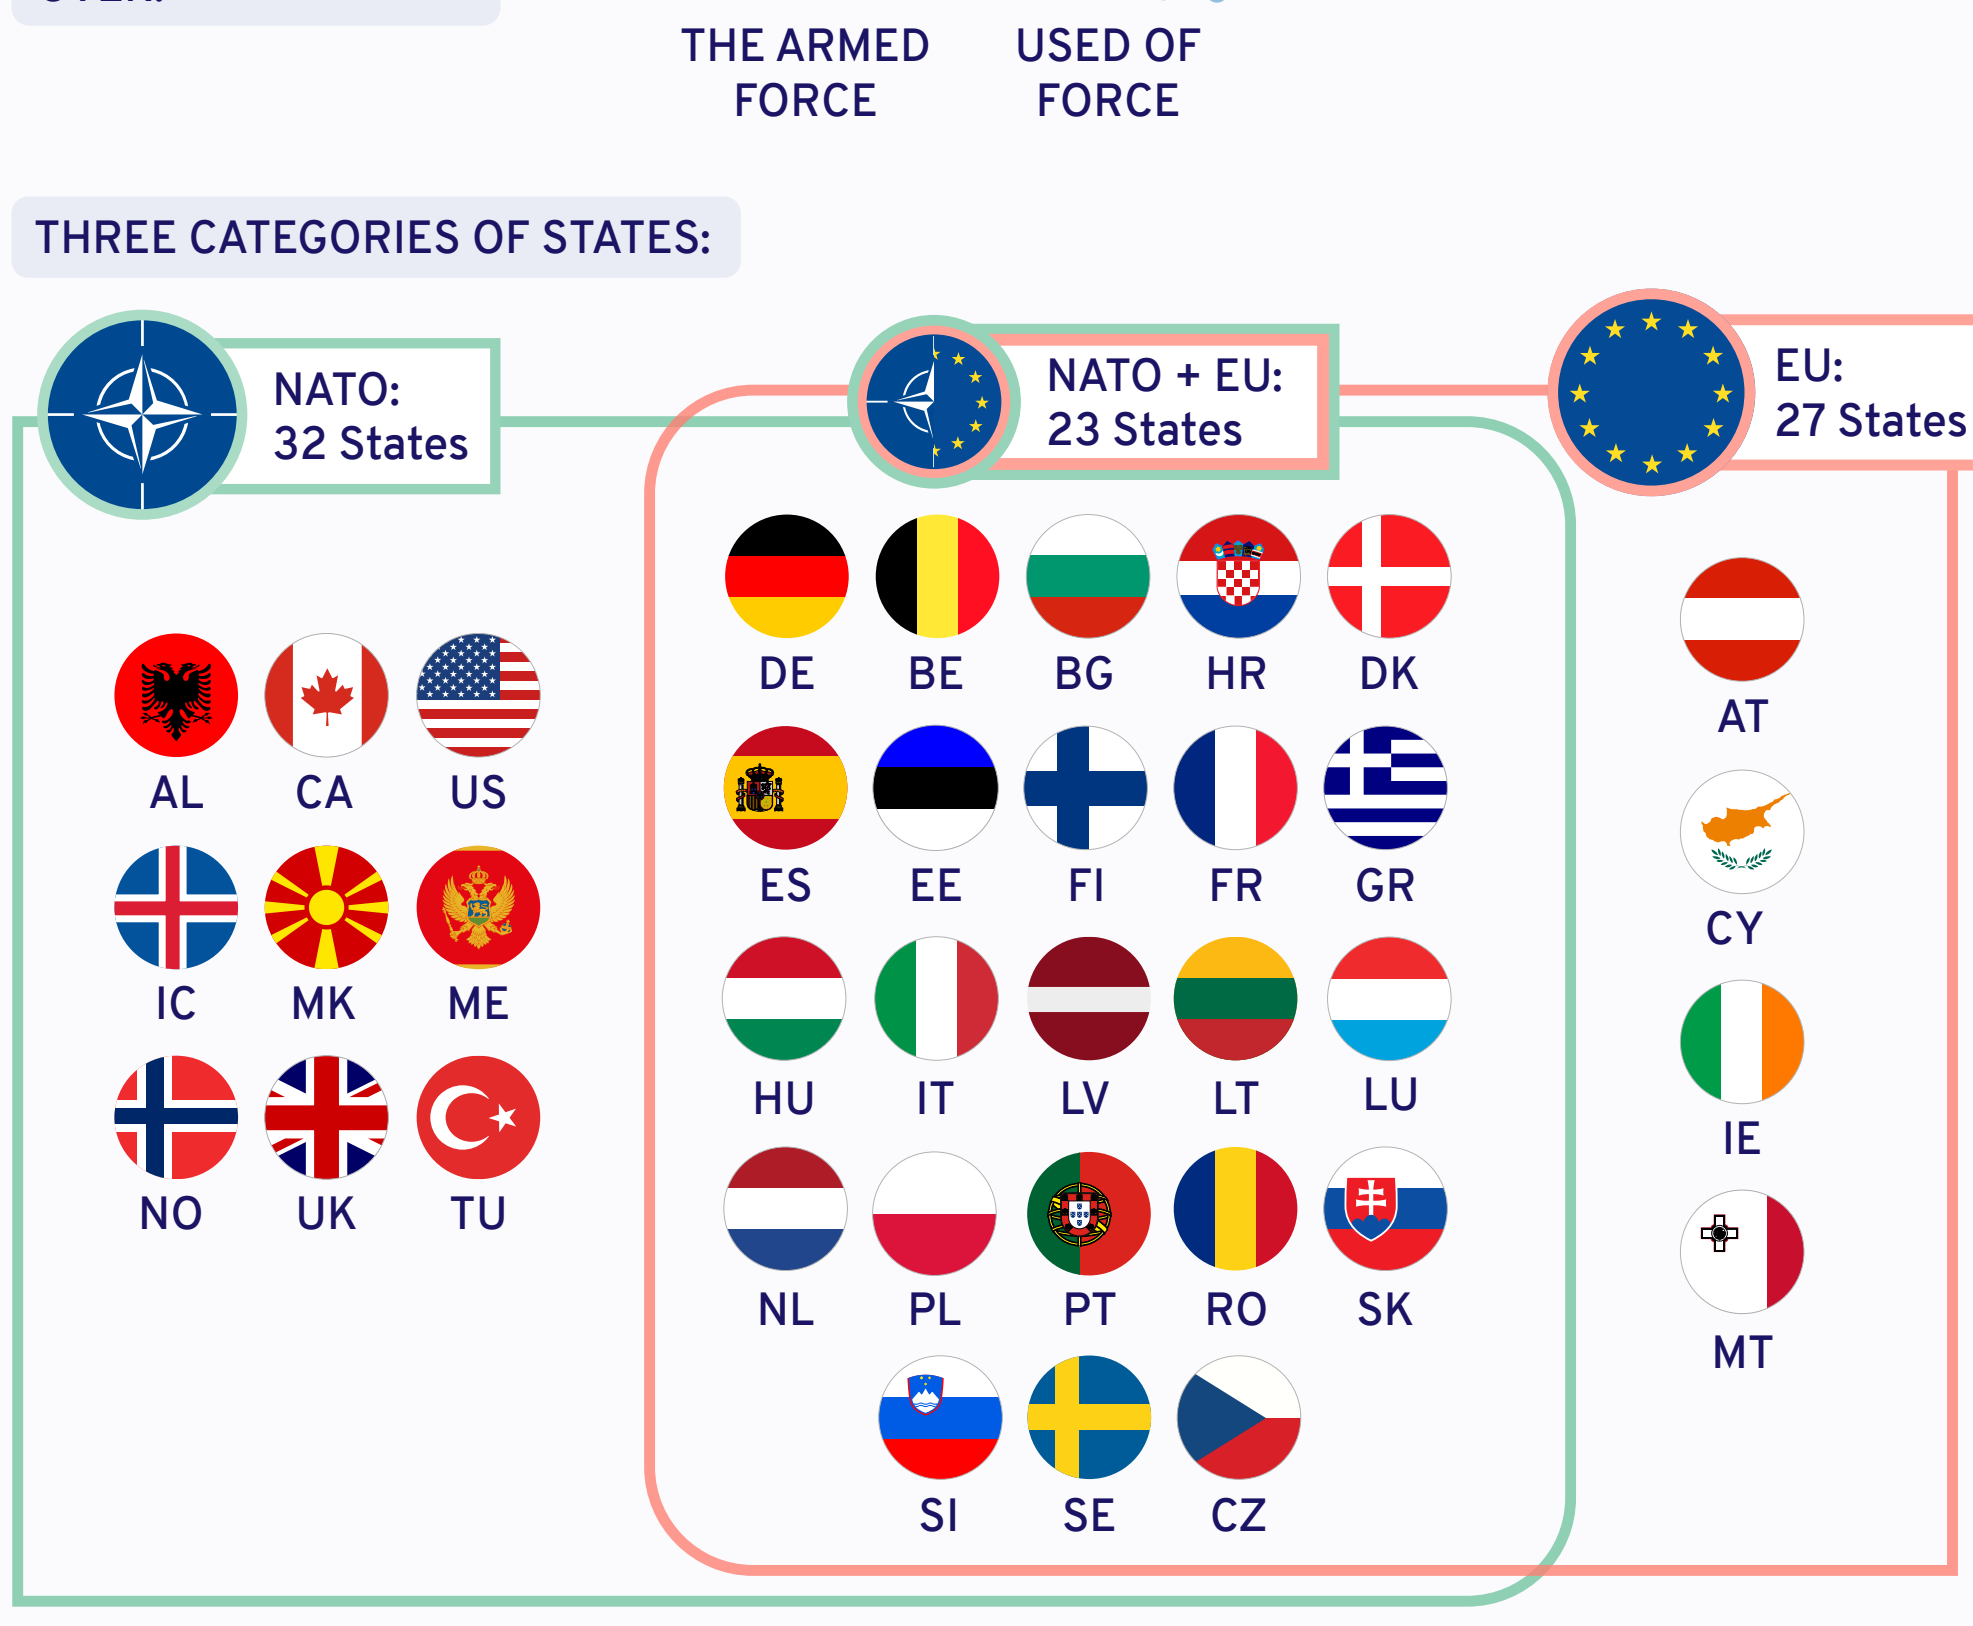 THE ARMED
FORCE
USED OF
FORCE
THREE CATEGORIES OF STATES:
NATO:
32 States
NATO + EU:
23 States
EU:
27 States
AL CA US
IC MK ME
NO UK TU
DE BE BG HR DK
ES EE FI FR GR
HU IT LV LT LU
NL PL PT RO SK
SI SE CZ
AT
CY
IE
MT